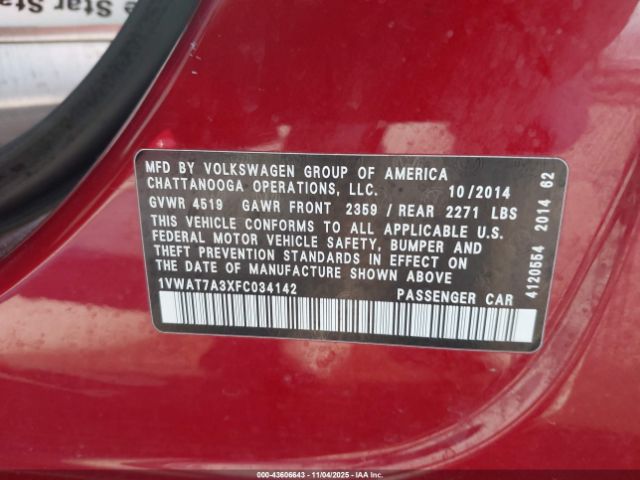 e Star Sta
MFD BY VOLKSWAGEN GROUP OF AMERICA
CHATTANOOGA OPERATIONS, LLC. 10/2014
GVWR 4519 GAWR FRONT 2359 / REAR 2271 LBS
THIS VEHICLE CONFORMS TO ALL APPLICABLE U.S.
FEDERAL MOTOR VEHICLE SAFETY, BUMPER AND
THEFT PREVENTION STANDARDS IN EFFECT ON
THE DATE OF MANUFACTURE SHOWN ABOVE
1VWAT7A3XFC034142 PASSENGER CAR
4120554 2014 62
000-43606643 - 11/04/2025 - IAA, Inc.